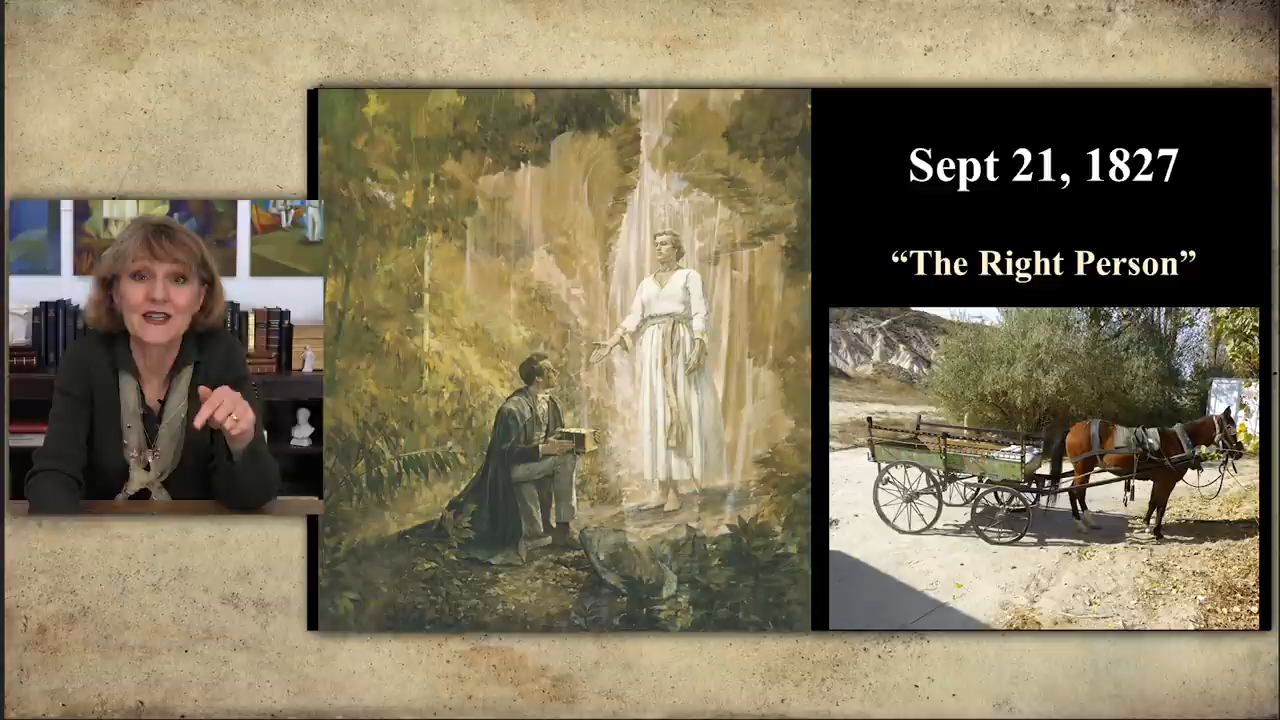 Sept 21, 1827
“The Right Person”